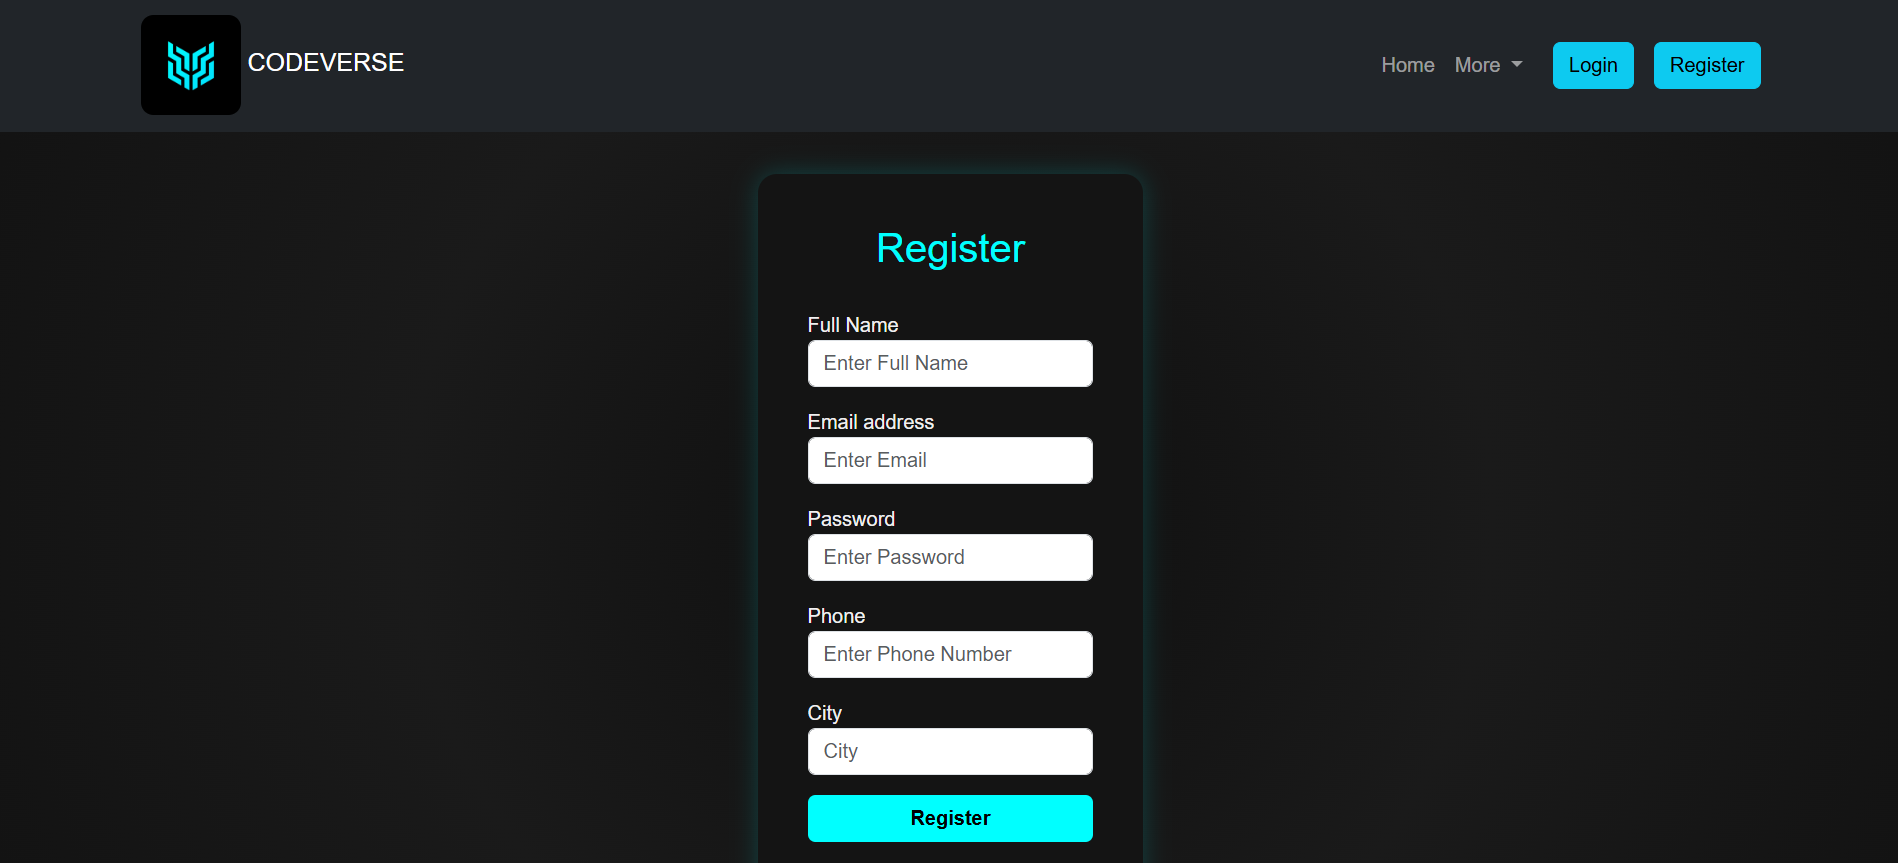 CODEVERSE
Home More Login Register
Register
Full Name
Enter Full Name
Email address
Enter Email
Password
Enter Password
Phone
Enter Phone Number
City
City
Register